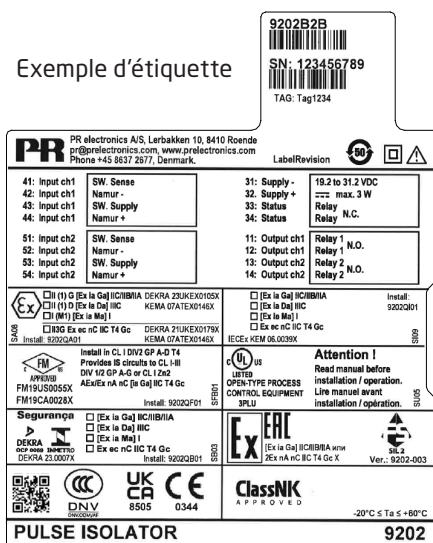 Exemple d'étiquette
9202B2B
SN: 123456789
TAG: Tag1234
PR
PR electronics A/S, Lerbakken 10, 8410 Roende
pr@prelectronics.com, www.prelectronics.com
Phone +45 8637 2677, Denmark.
LabelRevision
50
41: Input ch1 SW. Sense
42: Input ch1 Namur -
43: Input ch1 SW. Supply
44: Input ch1 Namur +
31: Supply - 19.2 to 31.2 VDC
32. Supply + max. 3 W
33: Status Relay
34: Status Relay N.C.
51: Input ch2 SW. Sense
52: Input ch2 Namur -
53: Input ch2 SW. Supply
54: Input ch2 Namur +
11: Output ch1 Relay 1
12: Output ch1 Relay 1 N.O.
13: Output ch2 Relay 2
14: Output ch2 Relay 2 N.O.
Ex
II (1) G [Ex ia Ga] IIC/IIB/IIA DEKRA 23UKEX0105X
II (1) D [Ex ia Da] IIIC KEMA 07ATEX0146X
I (M1) [Ex ia Ma] I
II3G Ex ec nC IIC T4 Gc DEKRA 21UKEX0179X
Install: 9202QA01 KEMA 07ATEX0146X
SA08
[Ex ia Ga] IIC/IIB/IIA Install:
[Ex ia Da] IIIC 9202QI01
[Ex ia Ma] I
Ex ec nC IIC T4 Gc
IECEx KEM 06.0039X
SI09
FM
APPROVED
FM19US0055X
FM19CA0028X
Install in CL I DIV2 GP A-D T4
Provides IS circuits to CL I-III
DIV 1/2 GP A-G or CL I Zn2
AEx/Ex nA nC [ia Ga] IIC T4 Gc
Install: 9202QF01
SFB01
c UL us
LISTED
OPEN-TYPE PROCESS
CONTROL EQUIPMENT
3PLU
Attention !
Read manual before
installation / operation.
Lire manuel avant
installation / opération.
SU05
Segurança
DEKRA
OCP 0008 INMETRO
DEKRA 23.0007X
[Ex ia Ga] IIC/IIB/IIA
[Ex ia Da] IIIC
[Ex ia Ma] I
Ex ec nC IIC T4 Gc
Install: 9202QB01
SB03
Ex
EAC
[Ex ia Ga] IIC/IIB/IIA или
2Ex nA nC IIC T4 Gc X
SIL 2
Ver.: 9202-003
CCC
DNV
UK
CA
8505
CE
0344
ClassNK
APPROVED
-20°C ≤ Ta ≤ +60°C
PULSE ISOLATOR 9202